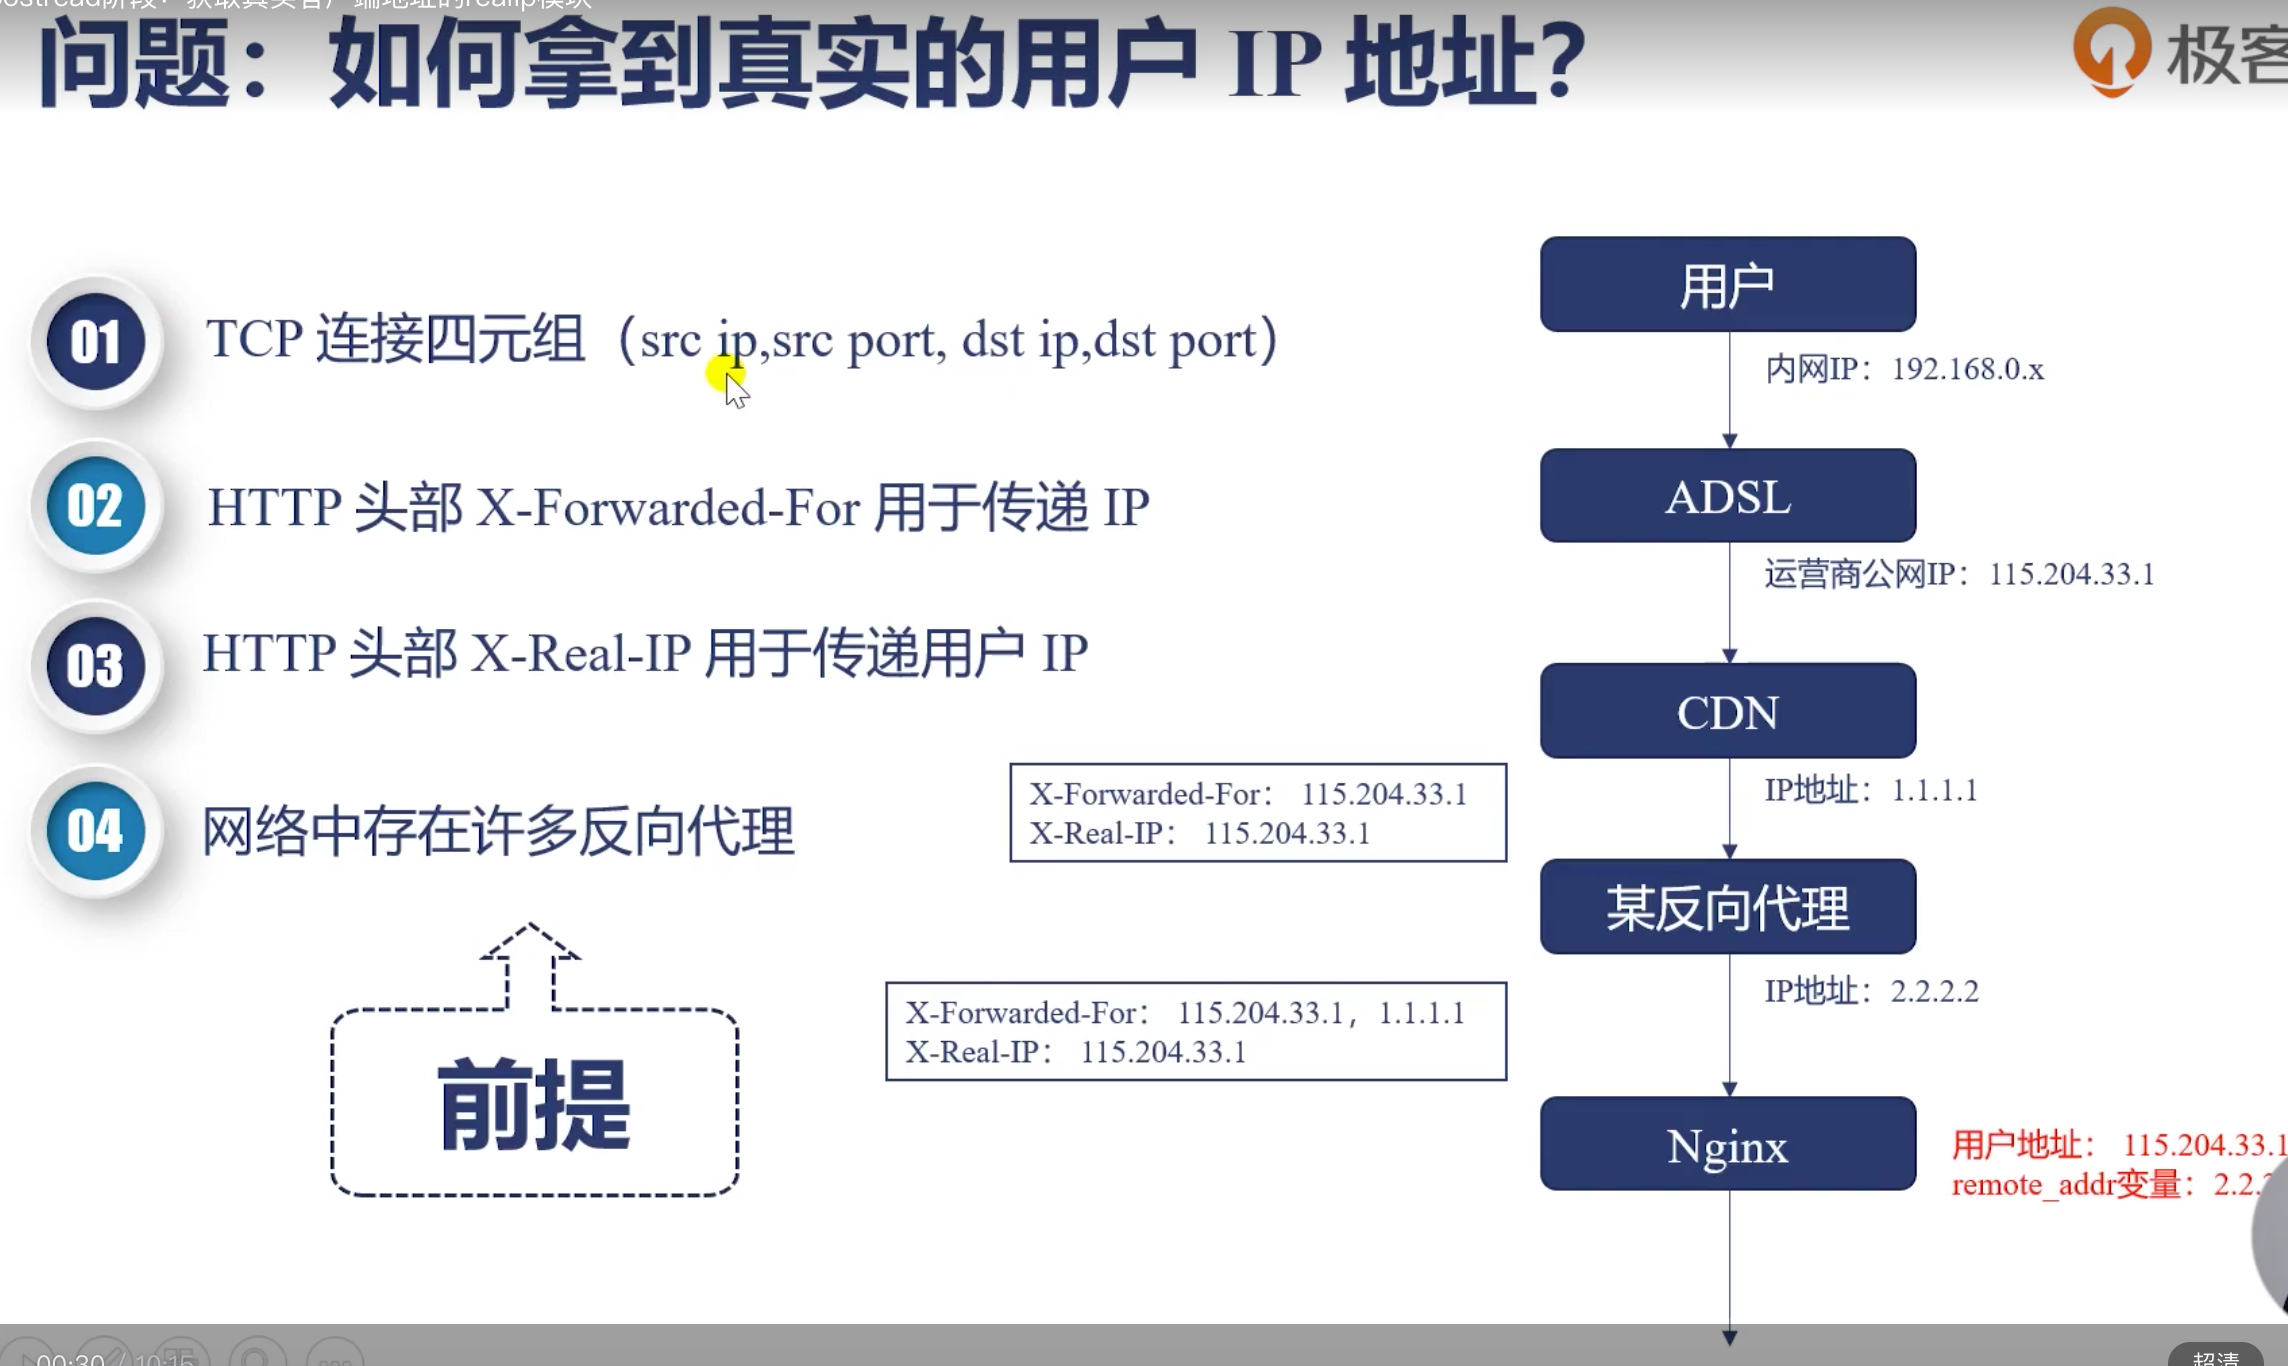 问题：如何拿到真实的用户 IP 地址？
极客
01
TCP 连接四元组（src ip,src port, dst ip,dst port）
02
HTTP 头部 X-Forwarded-For 用于传递 IP
03
HTTP 头部 X-Real-IP 用于传递用户 IP
04
网络中存在许多反向代理
前提
用户
内网IP：192.168.0.x
ADSL
运营商公网IP：115.204.33.1
CDN
IP地址：1.1.1.1
X-Forwarded-For： 115.204.33.1
X-Real-IP： 115.204.33.1
某反向代理
IP地址：2.2.2.2
X-Forwarded-For： 115.204.33.1，1.1.1.1
X-Real-IP： 115.204.33.1
Nginx
用户地址： 115.204.33.1
remote_addr变量：2.2.
00:30 / 10:15
超清